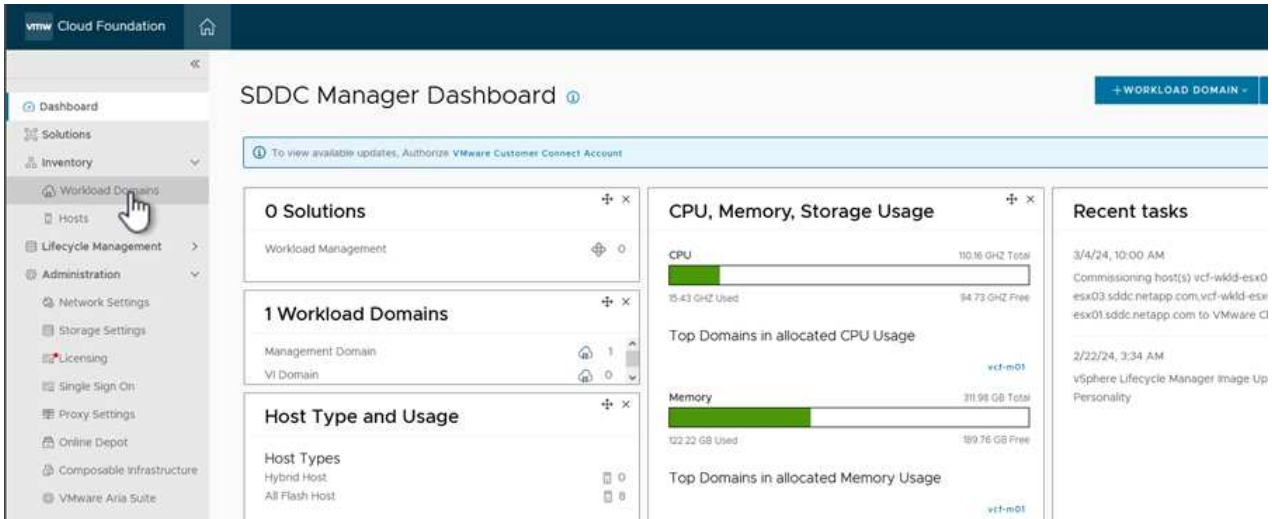 vmw Cloud Foundation
Dashboard
Solutions
Inventory
Workload Domains
Hosts
Lifecycle Management
Administration
Network Settings
Storage Settings
Licensing
Single Sign On
Proxy Settings
Online Depot
Composable Infrastructure
VMware Aria Suite
SDDC Manager Dashboard
+ WORKLOAD DOMAIN
To view available updates, Authorize VMware Customer Connect Account
0 Solutions
Workload Management 0
1 Workload Domains
Management Domain 1
VI Domain 0
Host Type and Usage
Host Types
Hybrid Host 0
All Flash Host 8
CPU, Memory, Storage Usage
CPU 110.16 GHZ Total
15.43 GHZ Used 94.73 GHZ Free
Top Domains in allocated CPU Usage
vcf-m01
Memory 311.98 GB Total
122.22 GB Used 189.76 GB Free
Top Domains in allocated Memory Usage
vcf-m01
Recent tasks
3/4/24, 10:00 AM
Commissioning host(s) vcf-wkld-esx0
esx03.sddc.netapp.com,vcf-wkld-esx
esx01.sddc.netapp.com to VMware Cl
2/22/24, 3:34 AM
vSphere Lifecycle Manager Image Up
Personality